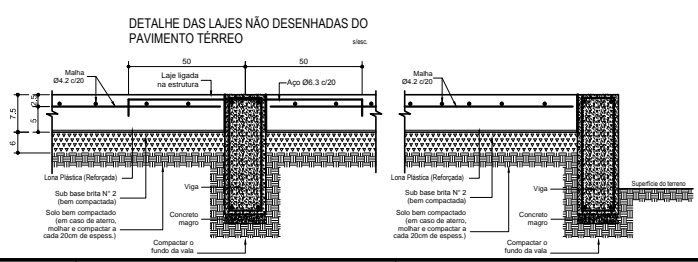 DETALHE DAS LAJES NÃO DESENHADAS DO
PAVIMENTO TÉRREO
s/esc.
50
50
Malha
Ø4.2 c/20
Laje ligada
na estrutura
Aço Ø6.3 c/20
7.5
2.5
5
6
Lona Plástica (Reforçada)
Sub base brita N° 2
(bem compactada)
Solo bem compactado
(em caso de aterro,
molhar e compactar a
cada 20cm de espess.)
Viga
Concreto
magro
Compactar o
fundo da vala
Malha
Ø4.2 c/20
Lona Plástica (Reforçada)
Sub base brita N° 2
(bem compactada)
Solo bem compactado
(em caso de aterro,
molhar e compactar a
cada 20cm de espess.)
Viga
Concreto
magro
Compactar o
fundo da vala
Superfície do terreno